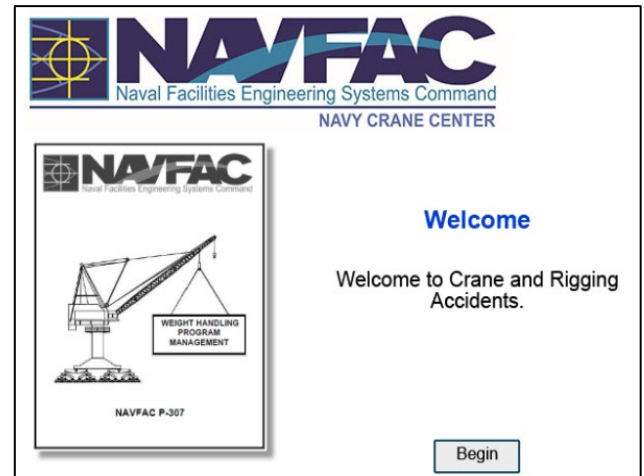 NAVFAC
Naval Facilities Engineering Systems Command
NAVY CRANE CENTER
NAVFAC
Naval Facilities Engineering Systems Command
WEIGHT HANDLING
PROGRAM
MANAGEMENT
NAVFAC P-307
Welcome
Welcome to Crane and Rigging
Accidents.
Begin